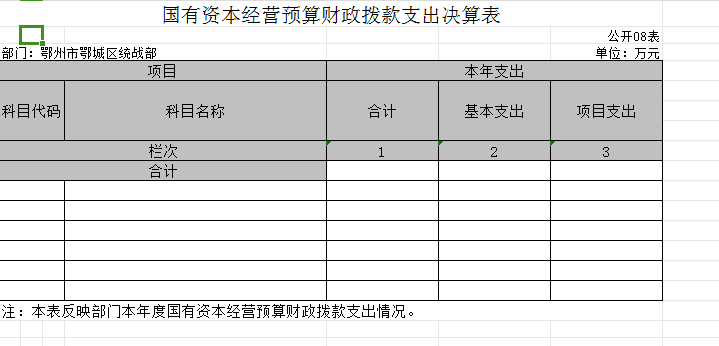 国有资本经营预算财政拨款支出决算表
公开08表
部门：鄂州市鄂城区统战部 单位：万元
项目 本年支出
科目代码 科目名称 合计 基本支出 项目支出
栏次 1 2 3
合计
注：本表反映部门本年度国有资本经营预算财政拨款支出情况。